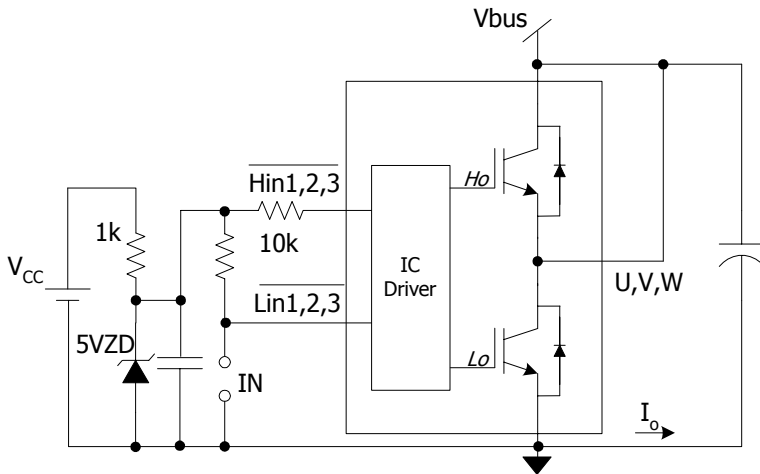 Vbus
Hin1,2,3
Ho
1k
10k
IC
Driver
VCC
Lin1,2,3
U,V,W
5VZD
IN
Lo
Io